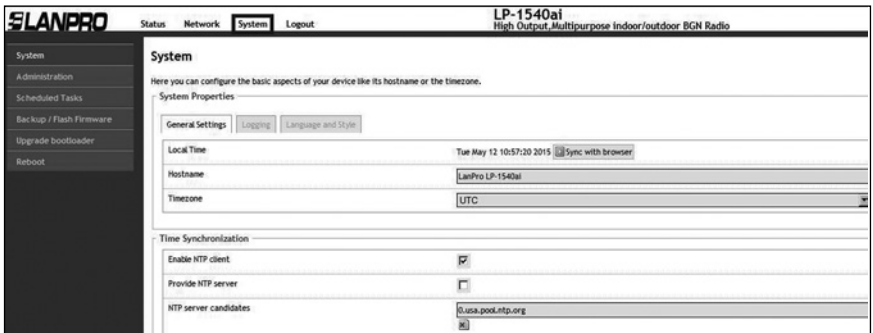 LANPRO
Status Network System Logout
LP-1540ai
High Output,Multipurpose indoor/outdoor BGN Radio
System
Administration
Scheduled Tasks
Backup / Flash Firmware
Upgrade bootloader
Reboot
System
Here you can configure the basic aspects of your device like its hostname or the timezone.
System Properties
General Settings Logging Language and Style
Local Time Tue May 12 10:57:20 2015 Sync with browser
Hostname LanPro LP-1540ai
Timezone UTC
Time Synchronization
Enable NTP client
Provide NTP server
NTP server candidates 0.usa.pool.ntp.org